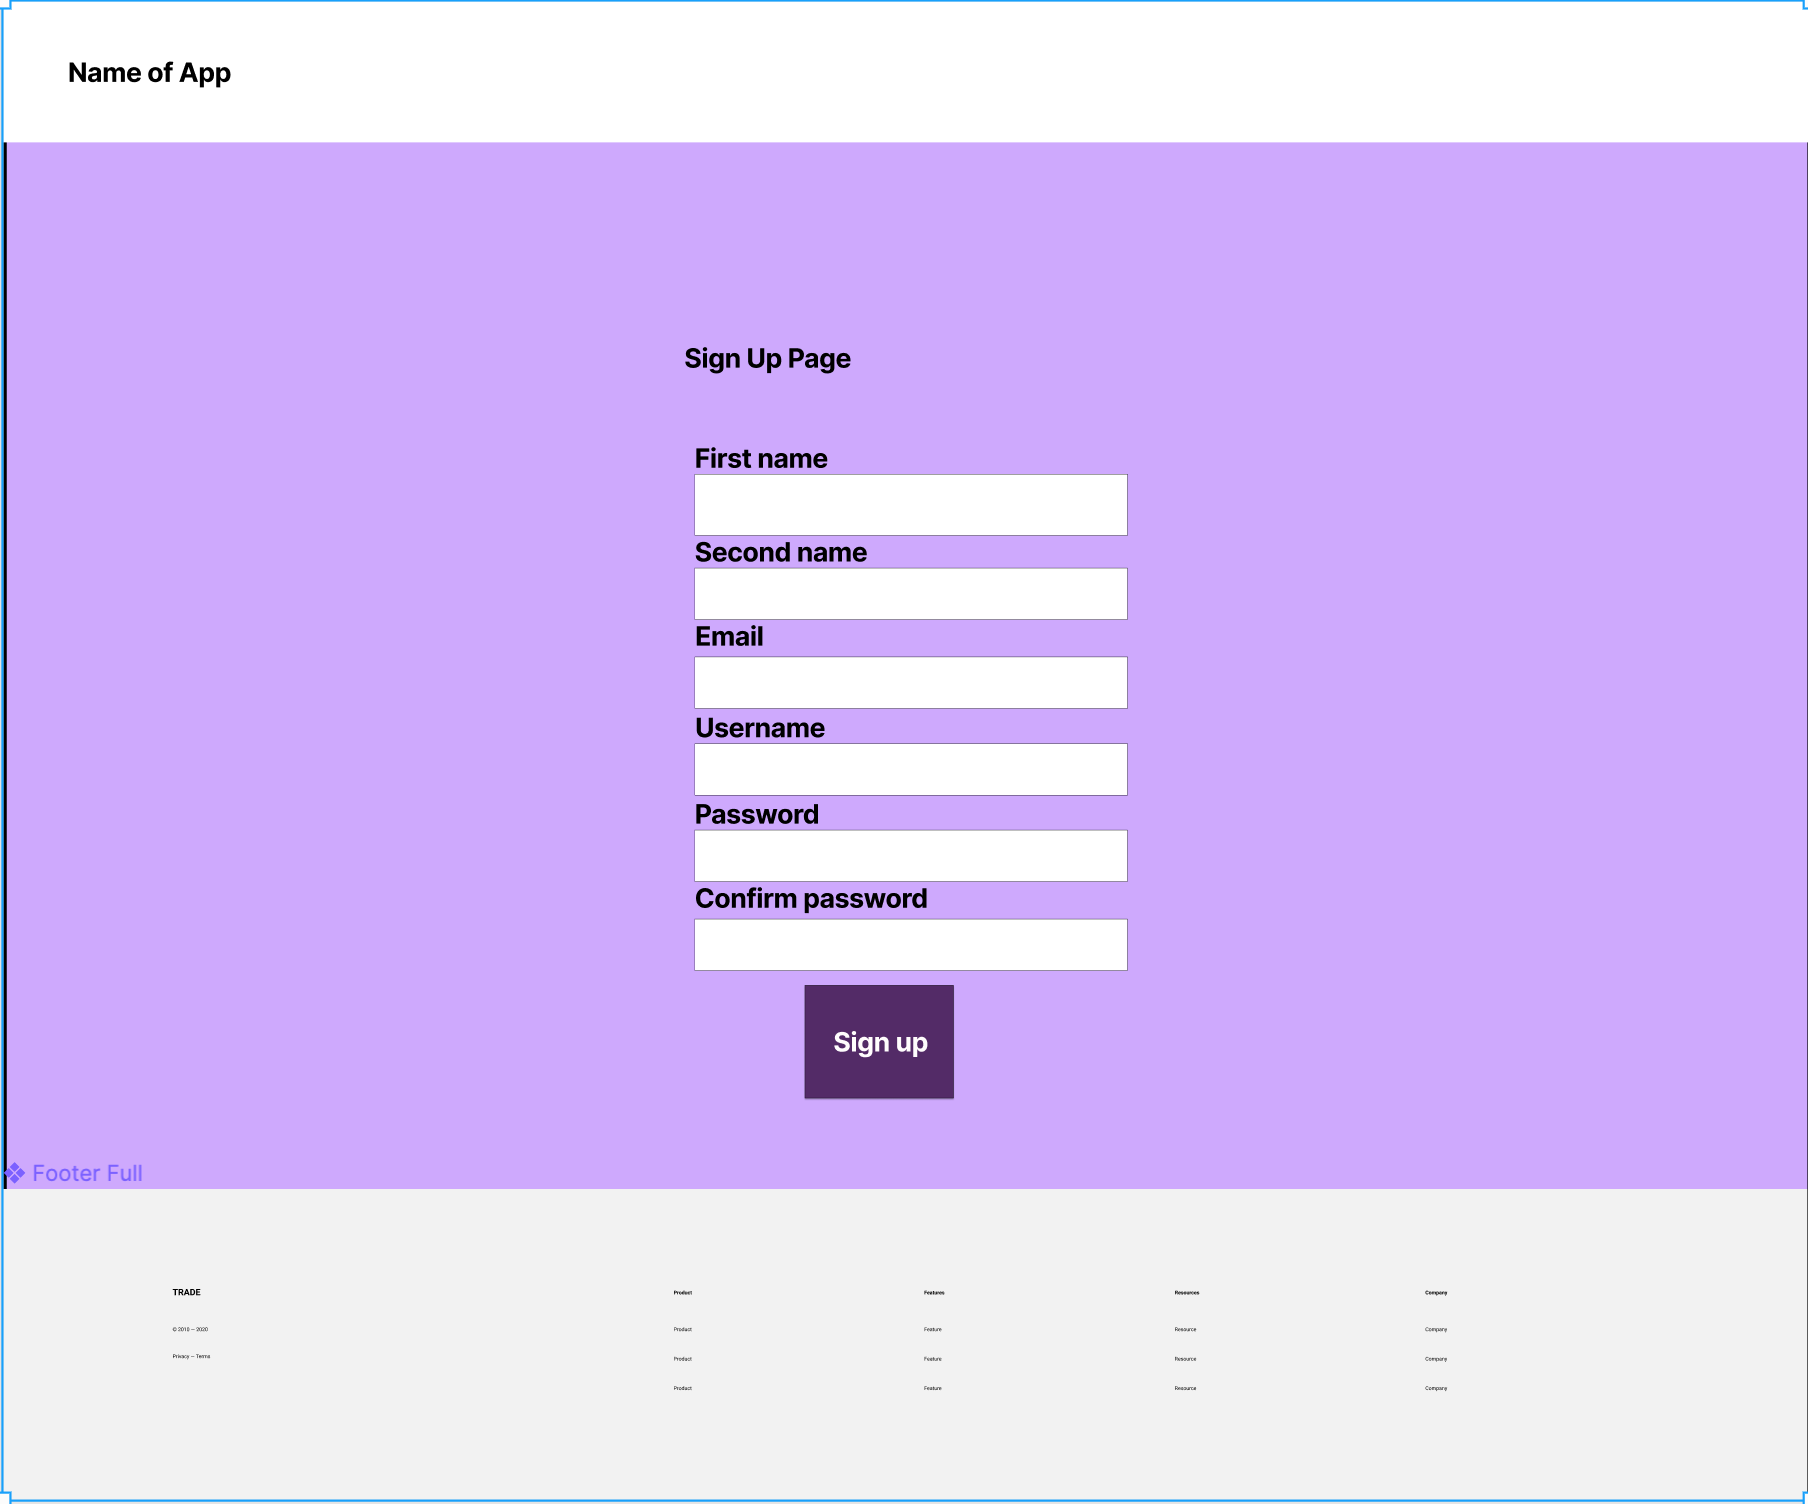 Name of App
Sign Up Page
First name
Second name
Email
Username
Password
Confirm password
Sign up
Footer Full
TRADE
Product
Features
Resources
Company
© 2010 — 2020
Product
Feature
Resource
Company
Privacy — Terms
Product
Feature
Resource
Company
Product
Feature
Resource
Company